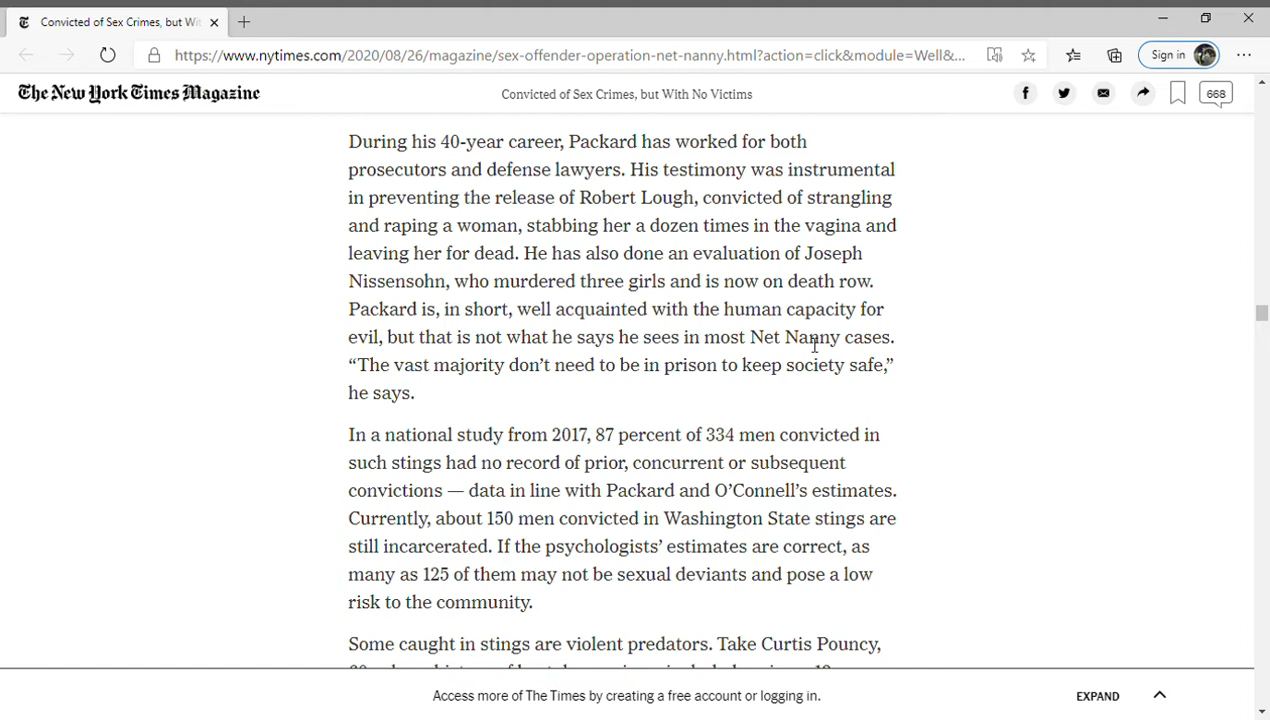 Convicted of Sex Crimes, but Wit
https://www.nytimes.com/2020/08/26/magazine/sex-offender-operation-net-nanny.html?action=click&module=Well&...
Sign in
The New York Times Magazine
Convicted of Sex Crimes, but With No Victims
668
During his 40-year career, Packard has worked for both
prosecutors and defense lawyers. His testimony was instrumental
in preventing the release of Robert Lough, convicted of strangling
and raping a woman, stabbing her a dozen times in the vagina and
leaving her for dead. He has also done an evaluation of Joseph
Nissensohn, who murdered three girls and is now on death row.
Packard is, in short, well acquainted with the human capacity for
evil, but that is not what he says he sees in most Net Nanny cases.
“The vast majority don’t need to be in prison to keep society safe,”
he says.
In a national study from 2017, 87 percent of 334 men convicted in
such stings had no record of prior, concurrent or subsequent
convictions — data in line with Packard and O’Connell’s estimates.
Currently, about 150 men convicted in Washington State stings are
still incarcerated. If the psychologists’ estimates are correct, as
many as 125 of them may not be sexual deviants and pose a low
risk to the community.
Some caught in stings are violent predators. Take Curtis Pouncy,
Access more of The Times by creating a free account or logging in.
EXPAND